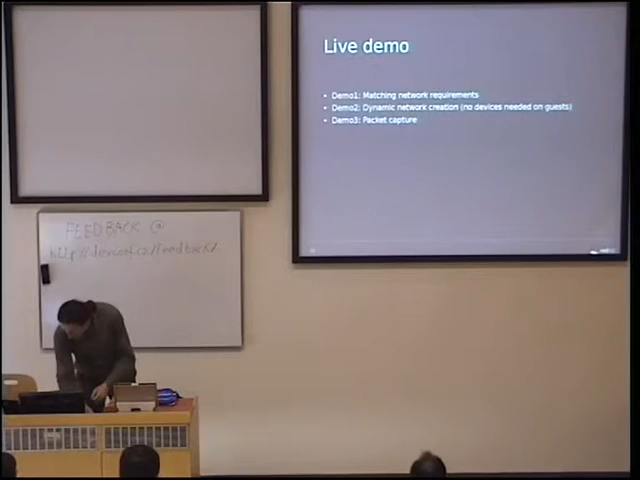 Live demo
• Demo1: Matching network requirements
• Demo2: Dynamic network creation (no devices needed on guests)
• Demo3: Packet capture
FEEDBACK @
http://devconf.cz/feedback/